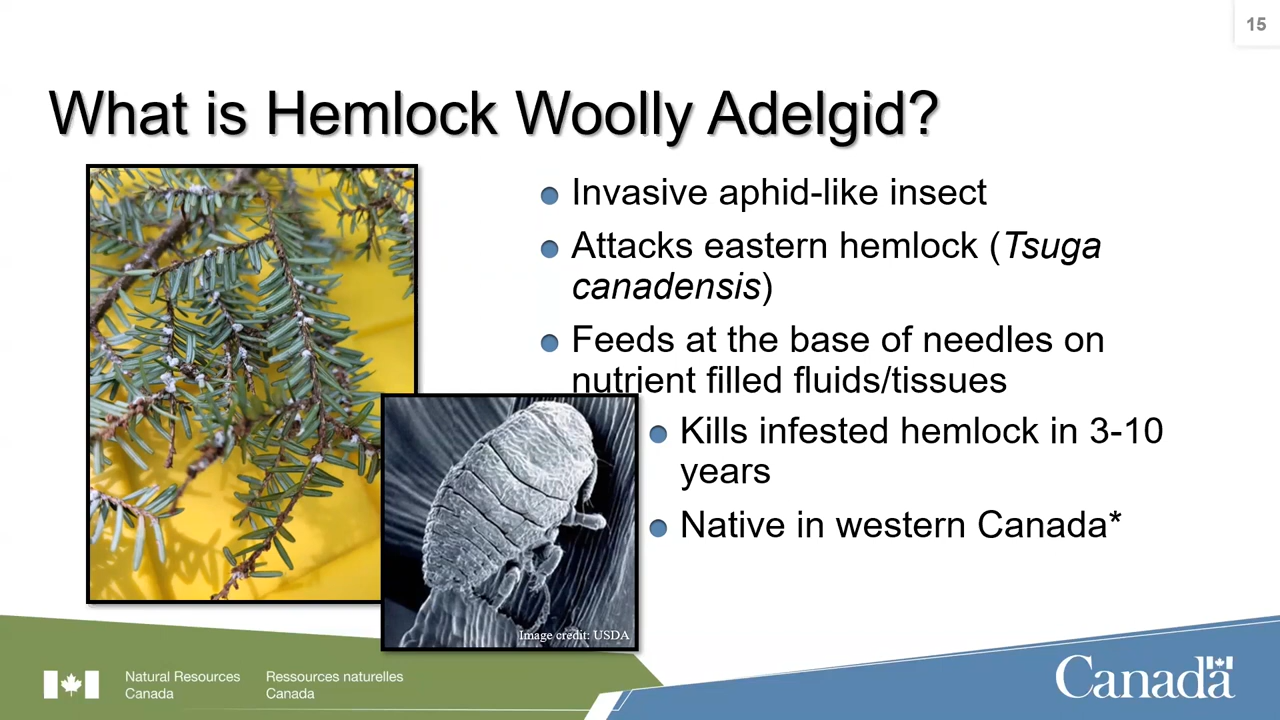 15
What is Hemlock Woolly Adelgid?
Invasive aphid-like insect
Attacks eastern hemlock (Tsuga
canadensis)
Feeds at the base of needles on
nutrient filled fluids/tissues
Kills infested hemlock in 3-10
years
Native in western Canada*
Image credit: USDA
Natural Resources
Canada
Ressources naturelles
Canada
Canada